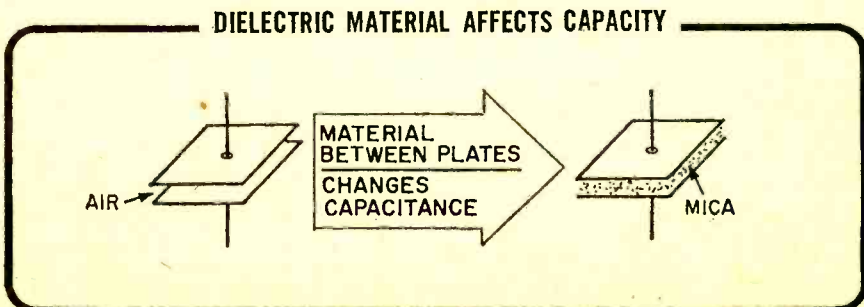 DIELECTRIC MATERIAL AFFECTS CAPACITY
MATERIAL
BETWEEN PLATES
CHANGES
CAPACITANCE
AIR
MICA